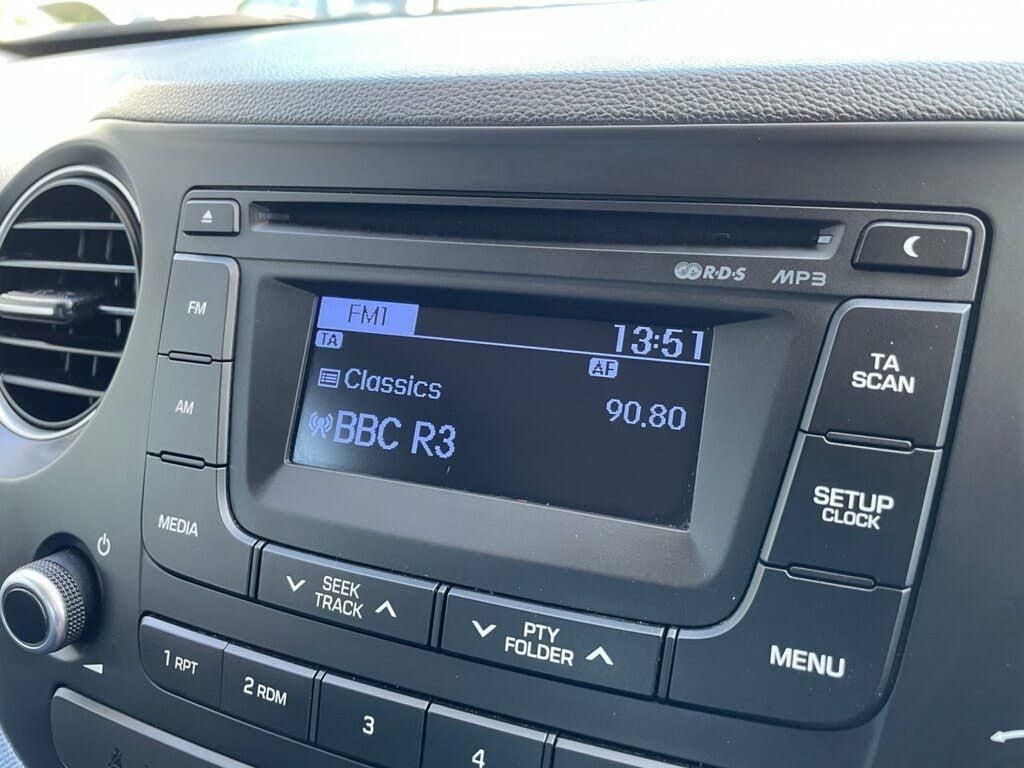 R·D·S MP3
FM
AM
MEDIA
FM1
13:51
TA
AF
Classics
90.80
BBC R3
TA
SCAN
SETUP
CLOCK
SEEK
TRACK
PTY
FOLDER
MENU
1 RPT
2 RDM
3
4